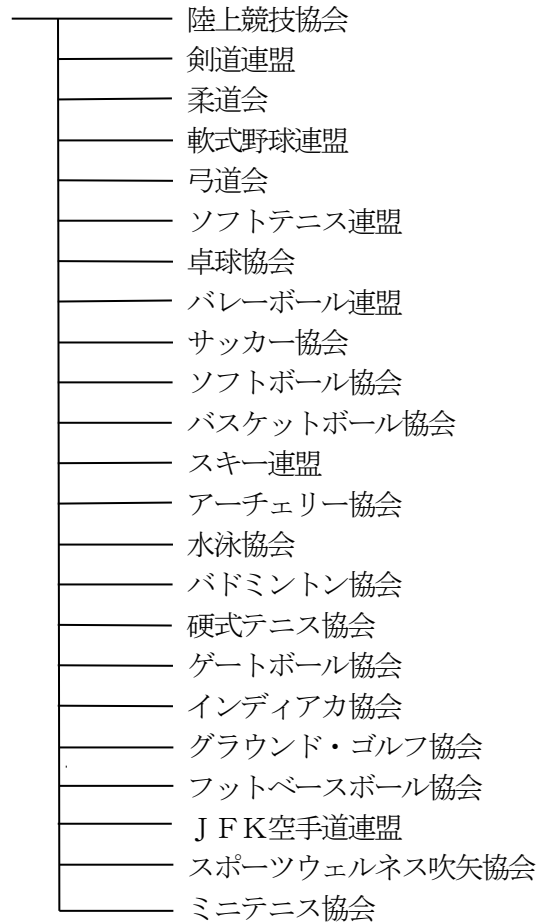 陸上競技協会
剣道連盟
柔道会
軟式野球連盟
弓道会
ソフトテニス連盟
卓球協会
バレーボール連盟
サッカー協会
ソフトボール協会
バスケットボール協会
スキー連盟
アーチェリー協会
水泳協会
バドミントン協会
硬式テニス協会
ゲートボール協会
インディアカ協会
グラウンド・ゴルフ協会
フットベースボール協会
ＪＦＫ空手道連盟
スポーツウェルネス吹矢協会
ミニテニス協会